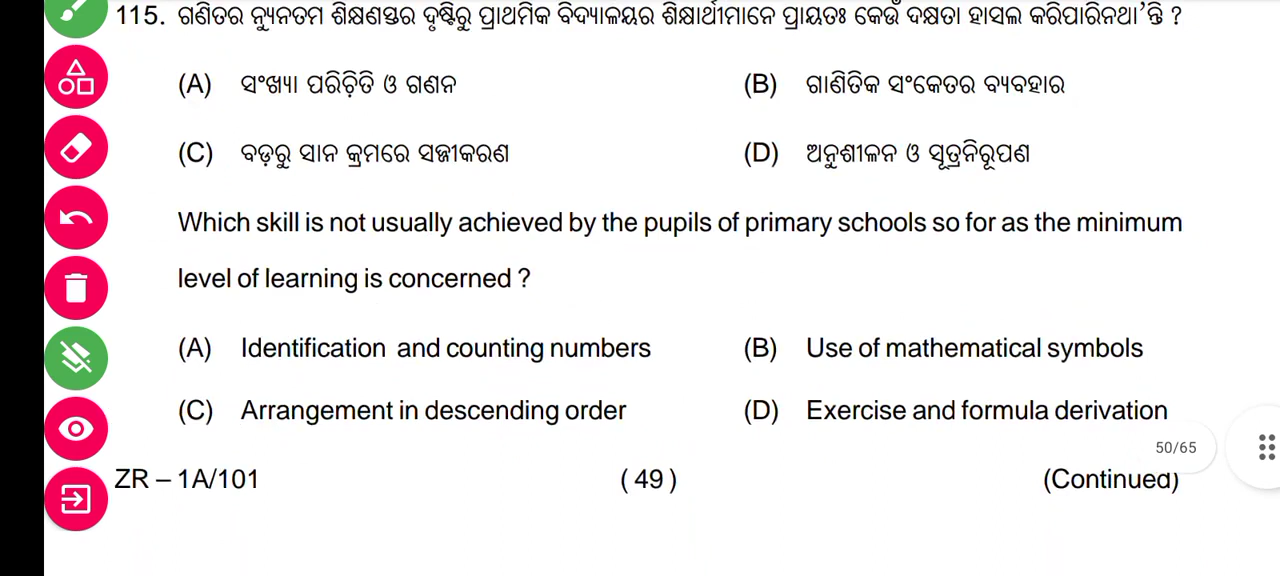 115. ଗଣିତର ନ୍ୟୁନତମ ଶିକ୍ଷଣସ୍ତର ଦୃଷ୍ଟିରୁ ପ୍ରାଥମିକ ବିଦ୍ୟାଳୟର ଶିକ୍ଷାର୍ଥୀମାନେ ପ୍ରାୟତଃ କେଉଁ ଦକ୍ଷତା ହାସଲ କରିପାରିନଥା’ନ୍ତି ?
(A) ସଂଖ୍ୟା ପରିଚିତି ଓ ଗଣନ (B) ଗାଣିତିକ ସଂକେତର ବ୍ୟବହାର
(C) ବଡ଼ରୁ ସାନ କ୍ରମରେ ସଜ୍ଜୀକରଣ (D) ଅନୁଶୀଳନ ଓ ସୂତ୍ରନିରୂପଣ
Which skill is not usually achieved by the pupils of primary schools so for as the minimum
level of learning is concerned ?
(A) Identification and counting numbers (B) Use of mathematical symbols
(C) Arrangement in descending order (D) Exercise and formula derivation
50/65
ZR – 1A/101 ( 49 ) (Continued)